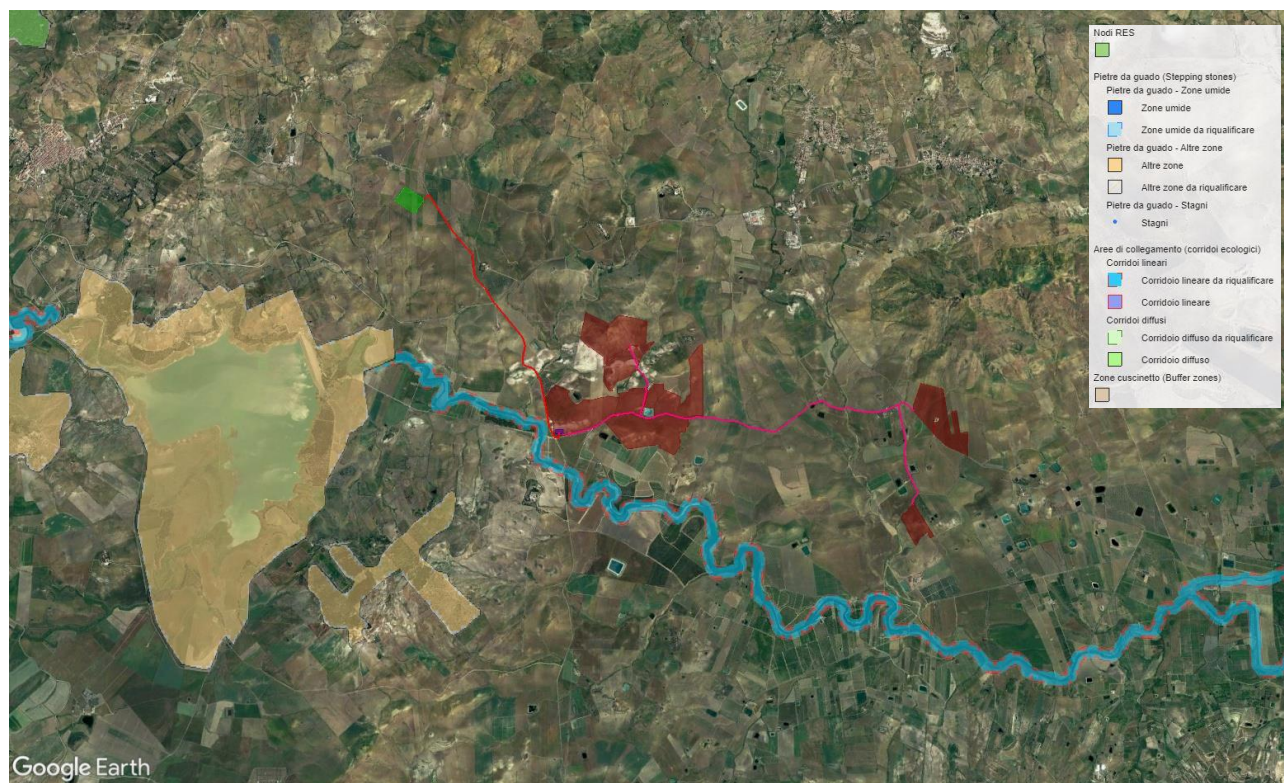 Nodi RES
Pietre da guado (Stepping stones)
Pietre da guado - Zone umide
Zone umide
Zone umide da riqualificare
Pietre da guado - Altre zone
Altre zone
Altre zone da riqualificare
Pietre da guado - Stagni
Stagni
Aree di collegamento (corridoi ecologici)
Corridoi lineari
Corridoio lineare da riqualificare
Corridoio lineare
Corridoi diffusi
Corridoio diffuso da riqualificare
Corridoio diffuso
Zone cuscinetto (Buffer zones)
Google Earth